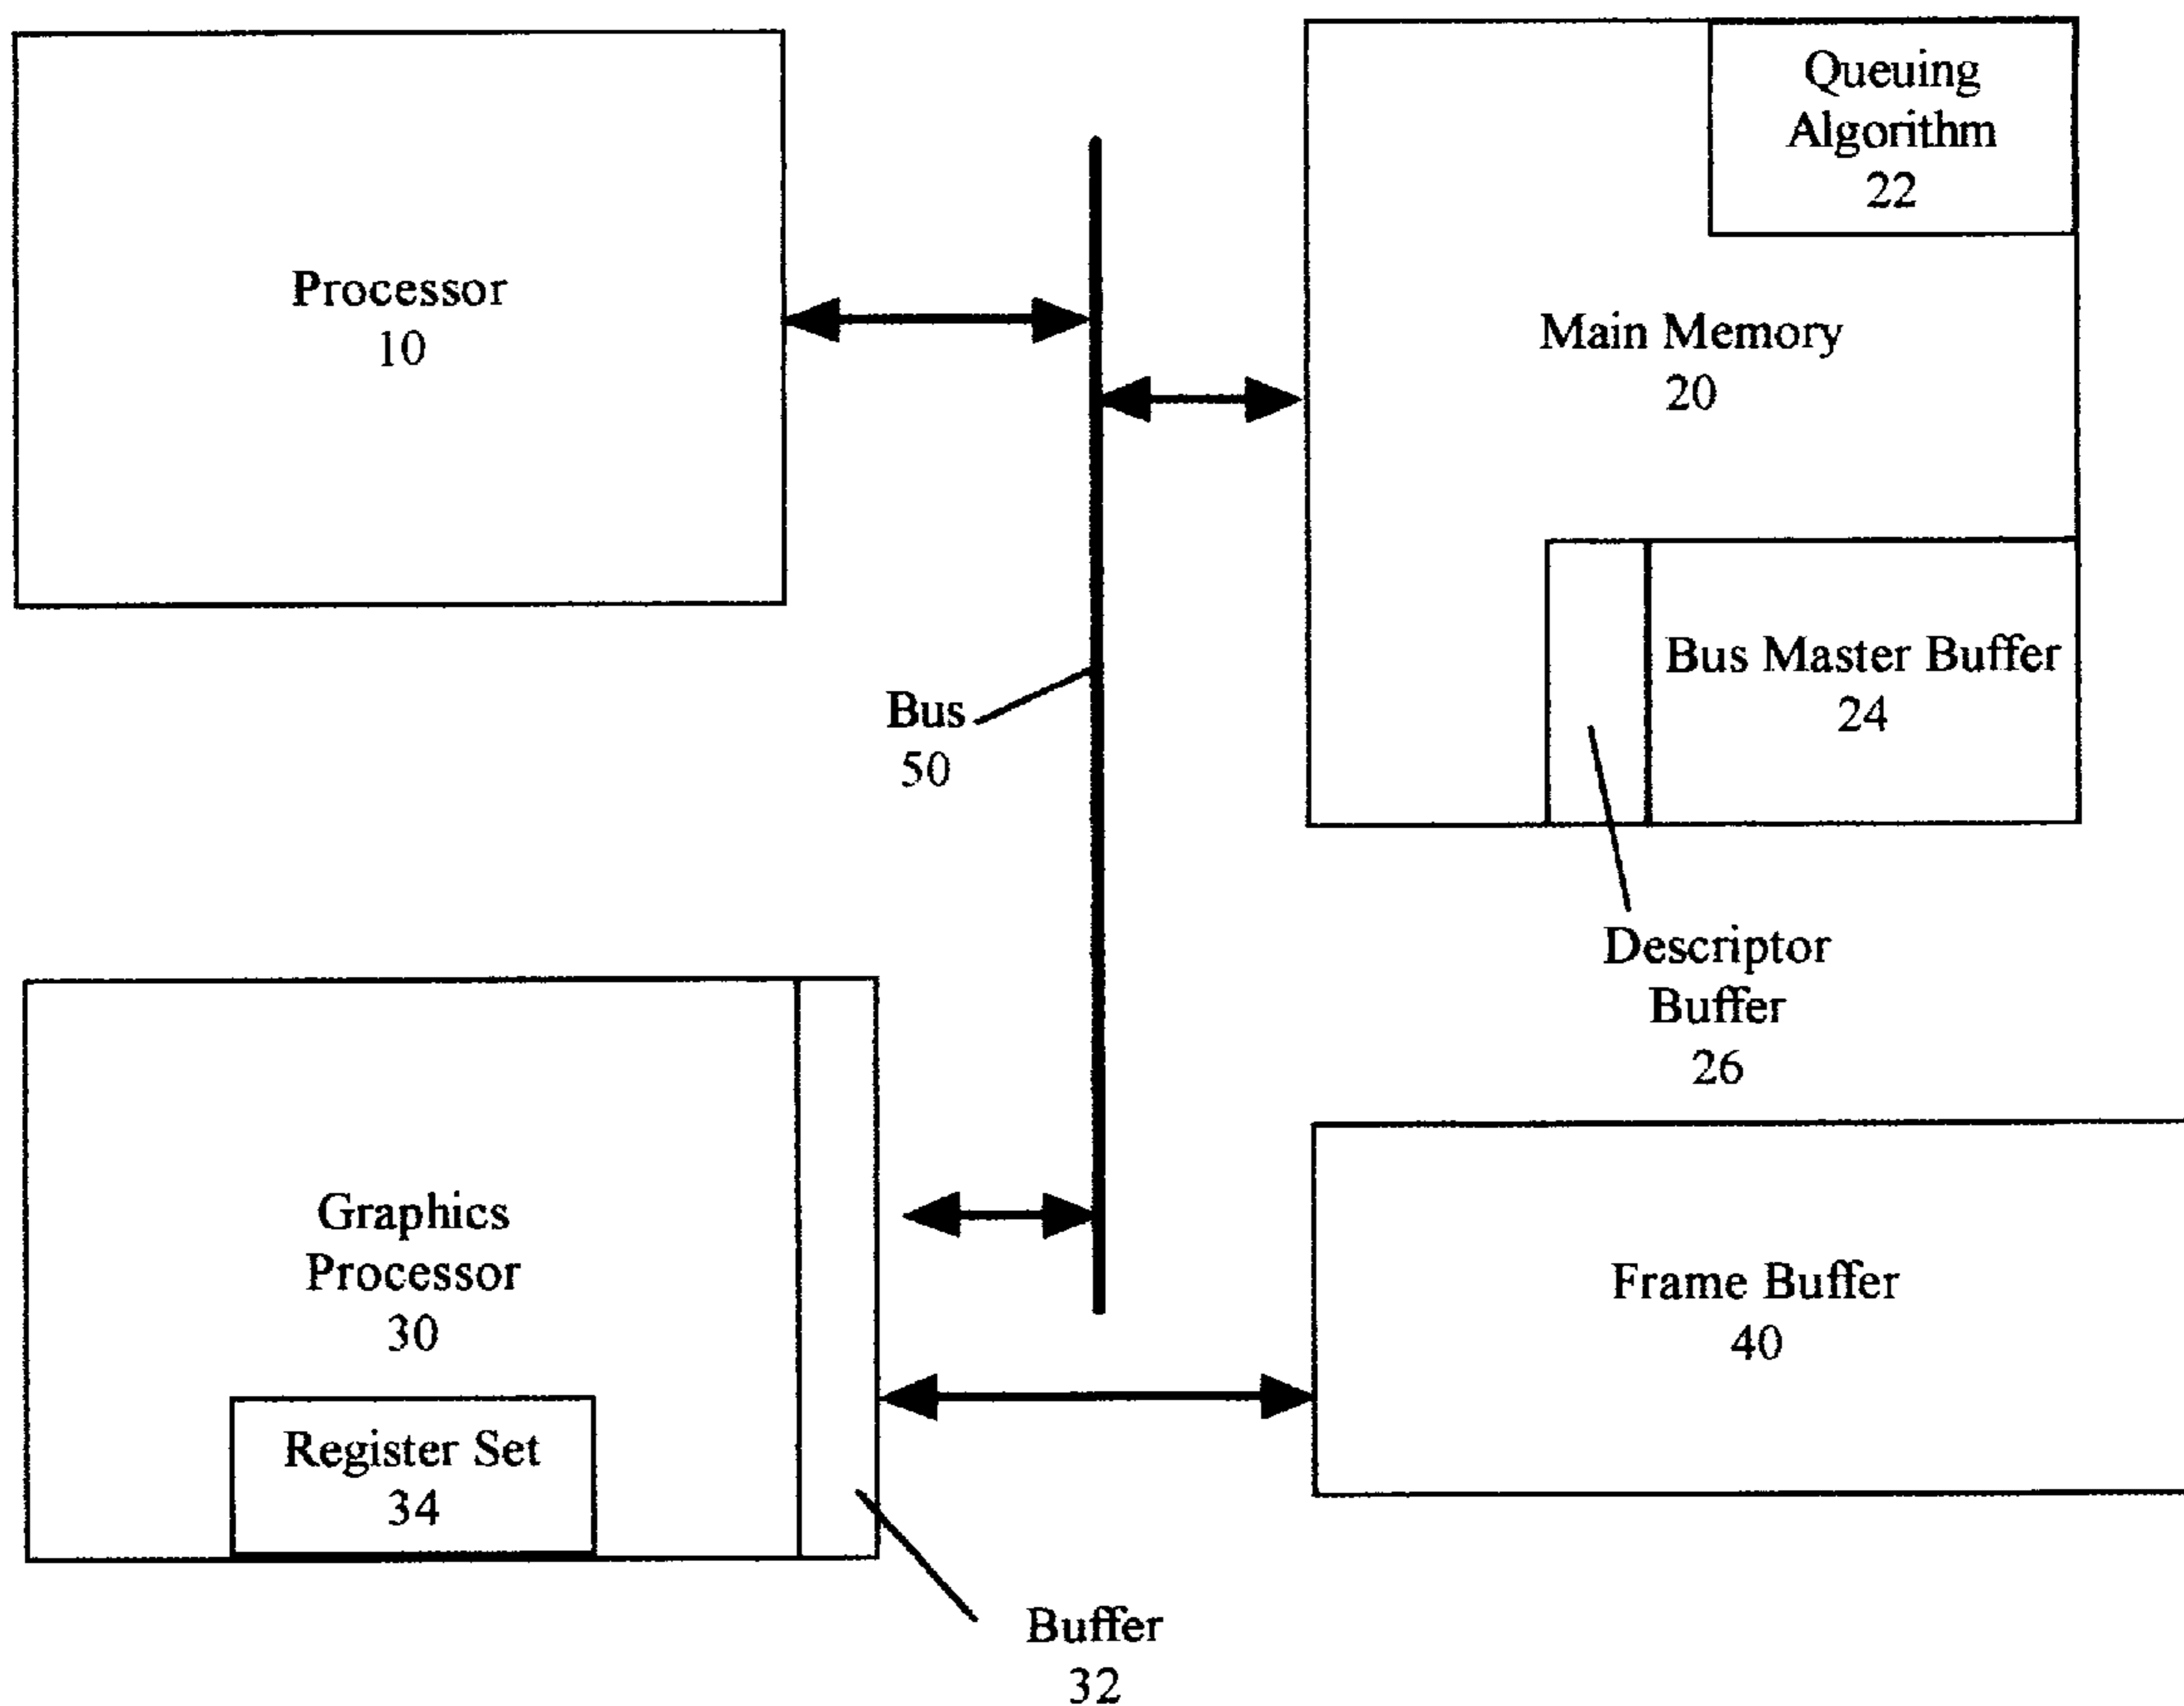 Queuing
Algorithm
22
Processor
10
Main Memory
20
Bus Master Buffer
24
Bus
50
Descriptor
Buffer
26
Graphics
Processor
30
Frame Buffer
40
Register Set
34
Buffer
32